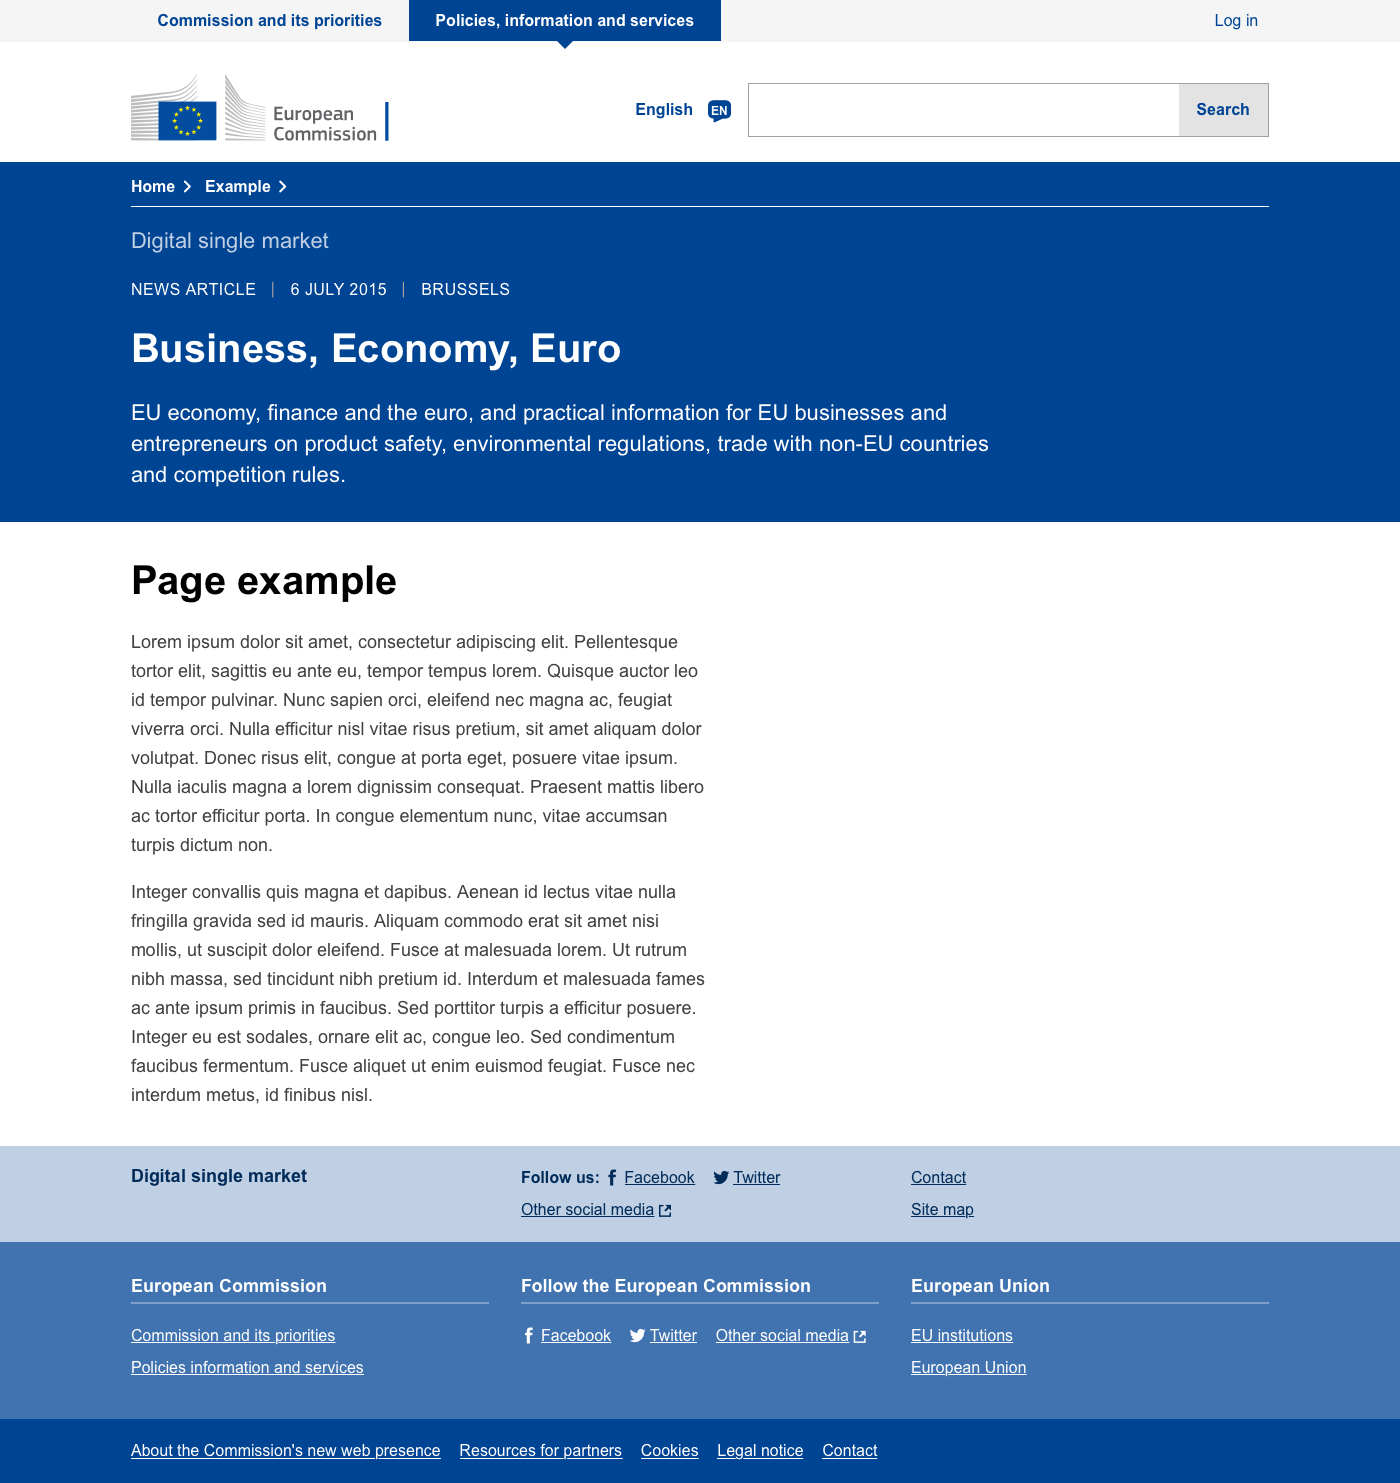 Commission and its priorities
Policies, information and services
Log in
European
Commission
English
EN
Search
Home
Example
Digital single market
NEWS ARTICLE | 6 JULY 2015 | BRUSSELS
Business, Economy, Euro
EU economy, finance and the euro, and practical information for EU businesses and
entrepreneurs on product safety, environmental regulations, trade with non-EU countries
and competition rules.
Page example
Lorem ipsum dolor sit amet, consectetur adipiscing elit. Pellentesque
tortor elit, sagittis eu ante eu, tempor tempus lorem. Quisque auctor leo
id tempor pulvinar. Nunc sapien orci, eleifend nec magna ac, feugiat
viverra orci. Nulla efficitur nisl vitae risus pretium, sit amet aliquam dolor
volutpat. Donec risus elit, congue at porta eget, posuere vitae ipsum.
Nulla iaculis magna a lorem dignissim consequat. Praesent mattis libero
ac tortor efficitur porta. In congue elementum nunc, vitae accumsan
turpis dictum non.
Integer convallis quis magna et dapibus. Aenean id lectus vitae nulla
fringilla gravida sed id mauris. Aliquam commodo erat sit amet nisi
mollis, ut suscipit dolor eleifend. Fusce at malesuada lorem. Ut rutrum
nibh massa, sed tincidunt nibh pretium id. Interdum et malesuada fames
ac ante ipsum primis in faucibus. Sed porttitor turpis a efficitur posuere.
Integer eu est sodales, ornare elit ac, congue leo. Sed condimentum
faucibus fermentum. Fusce aliquet ut enim euismod feugiat. Fusce nec
interdum metus, id finibus nisl.
Digital single market
Follow us: Facebook Twitter
Other social media
Contact
Site map
European Commission
Commission and its priorities
Policies information and services
Follow the European Commission
Facebook Twitter Other social media
European Union
EU institutions
European Union
About the Commission's new web presence Resources for partners Cookies Legal notice Contact